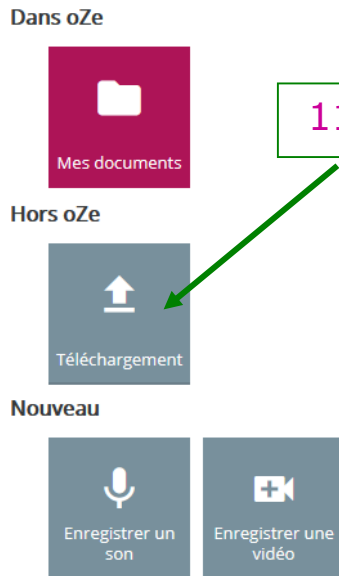 Dans oZe
Mes documents
11
Hors oZe
Téléchargement
Nouveau
Enregistrer un
son
Enregistrer une
vidéo